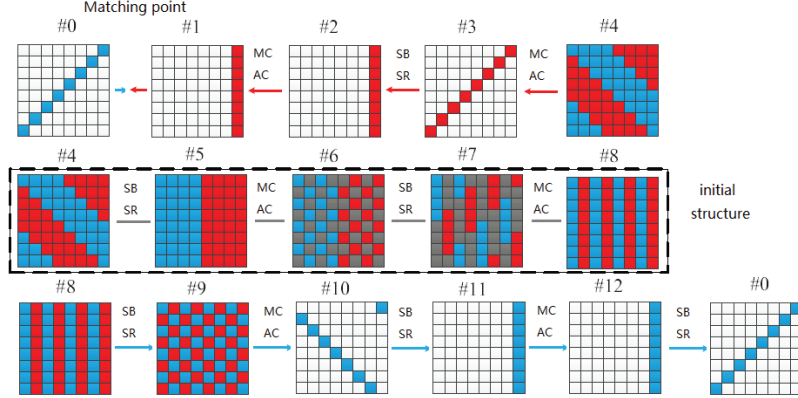 Matching point
#0 #1 #2 #3 #4
MC SB MC
AC SR AC
#4 #5 #6 #7 #8
SB MC SB MC
SR AC SR AC
initial
structure
#8 #9 #10 #11 #12 #0
SB MC SB MC SB
SR AC SR AC SR